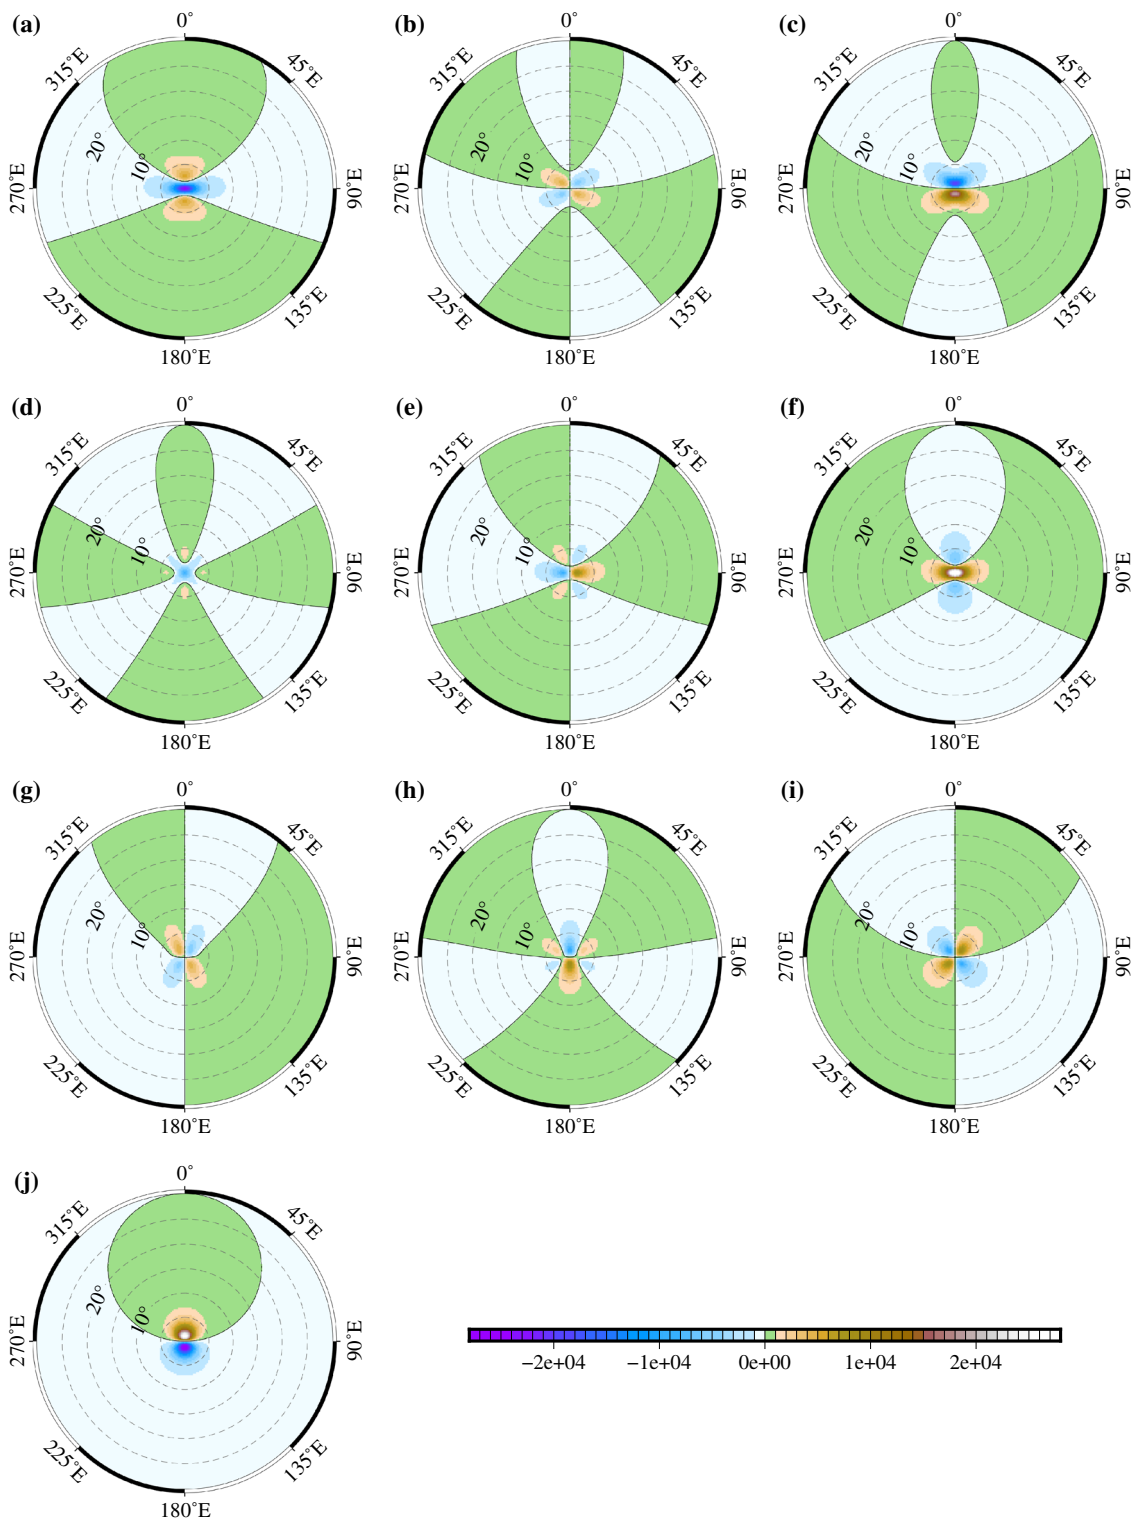 (a) (b) (c)
0˚ 0˚ 0˚
315˚E 45˚E 315˚E 45˚E 315˚E 45˚E
20° 10° 20° 10° 20° 10°
270˚E 90˚E 270˚E 90˚E 270˚E 90˚E
225˚E 135˚E 225˚E 135˚E 225˚E 135˚E
180˚E 180˚E 180˚E
(d) (e) (f)
0˚ 0˚ 0˚
315˚E 45˚E 315˚E 45˚E 315˚E 45˚E
20° 10° 20° 10° 20° 10°
270˚E 90˚E 270˚E 90˚E 270˚E 90˚E
225˚E 135˚E 225˚E 135˚E 225˚E 135˚E
180˚E 180˚E 180˚E
(g) (h) (i)
0˚ 0˚ 0˚
315˚E 45˚E 315˚E 45˚E 315˚E 45˚E
20° 10° 20° 10° 20° 10°
270˚E 90˚E 270˚E 90˚E 270˚E 90˚E
225˚E 135˚E 225˚E 135˚E 225˚E 135˚E
180˚E 180˚E 180˚E
(j)
0˚
315˚E 45˚E
20° 10°
270˚E 90˚E
225˚E 135˚E
180˚E
−2e+04 −1e+04 0e+00 1e+04 2e+04